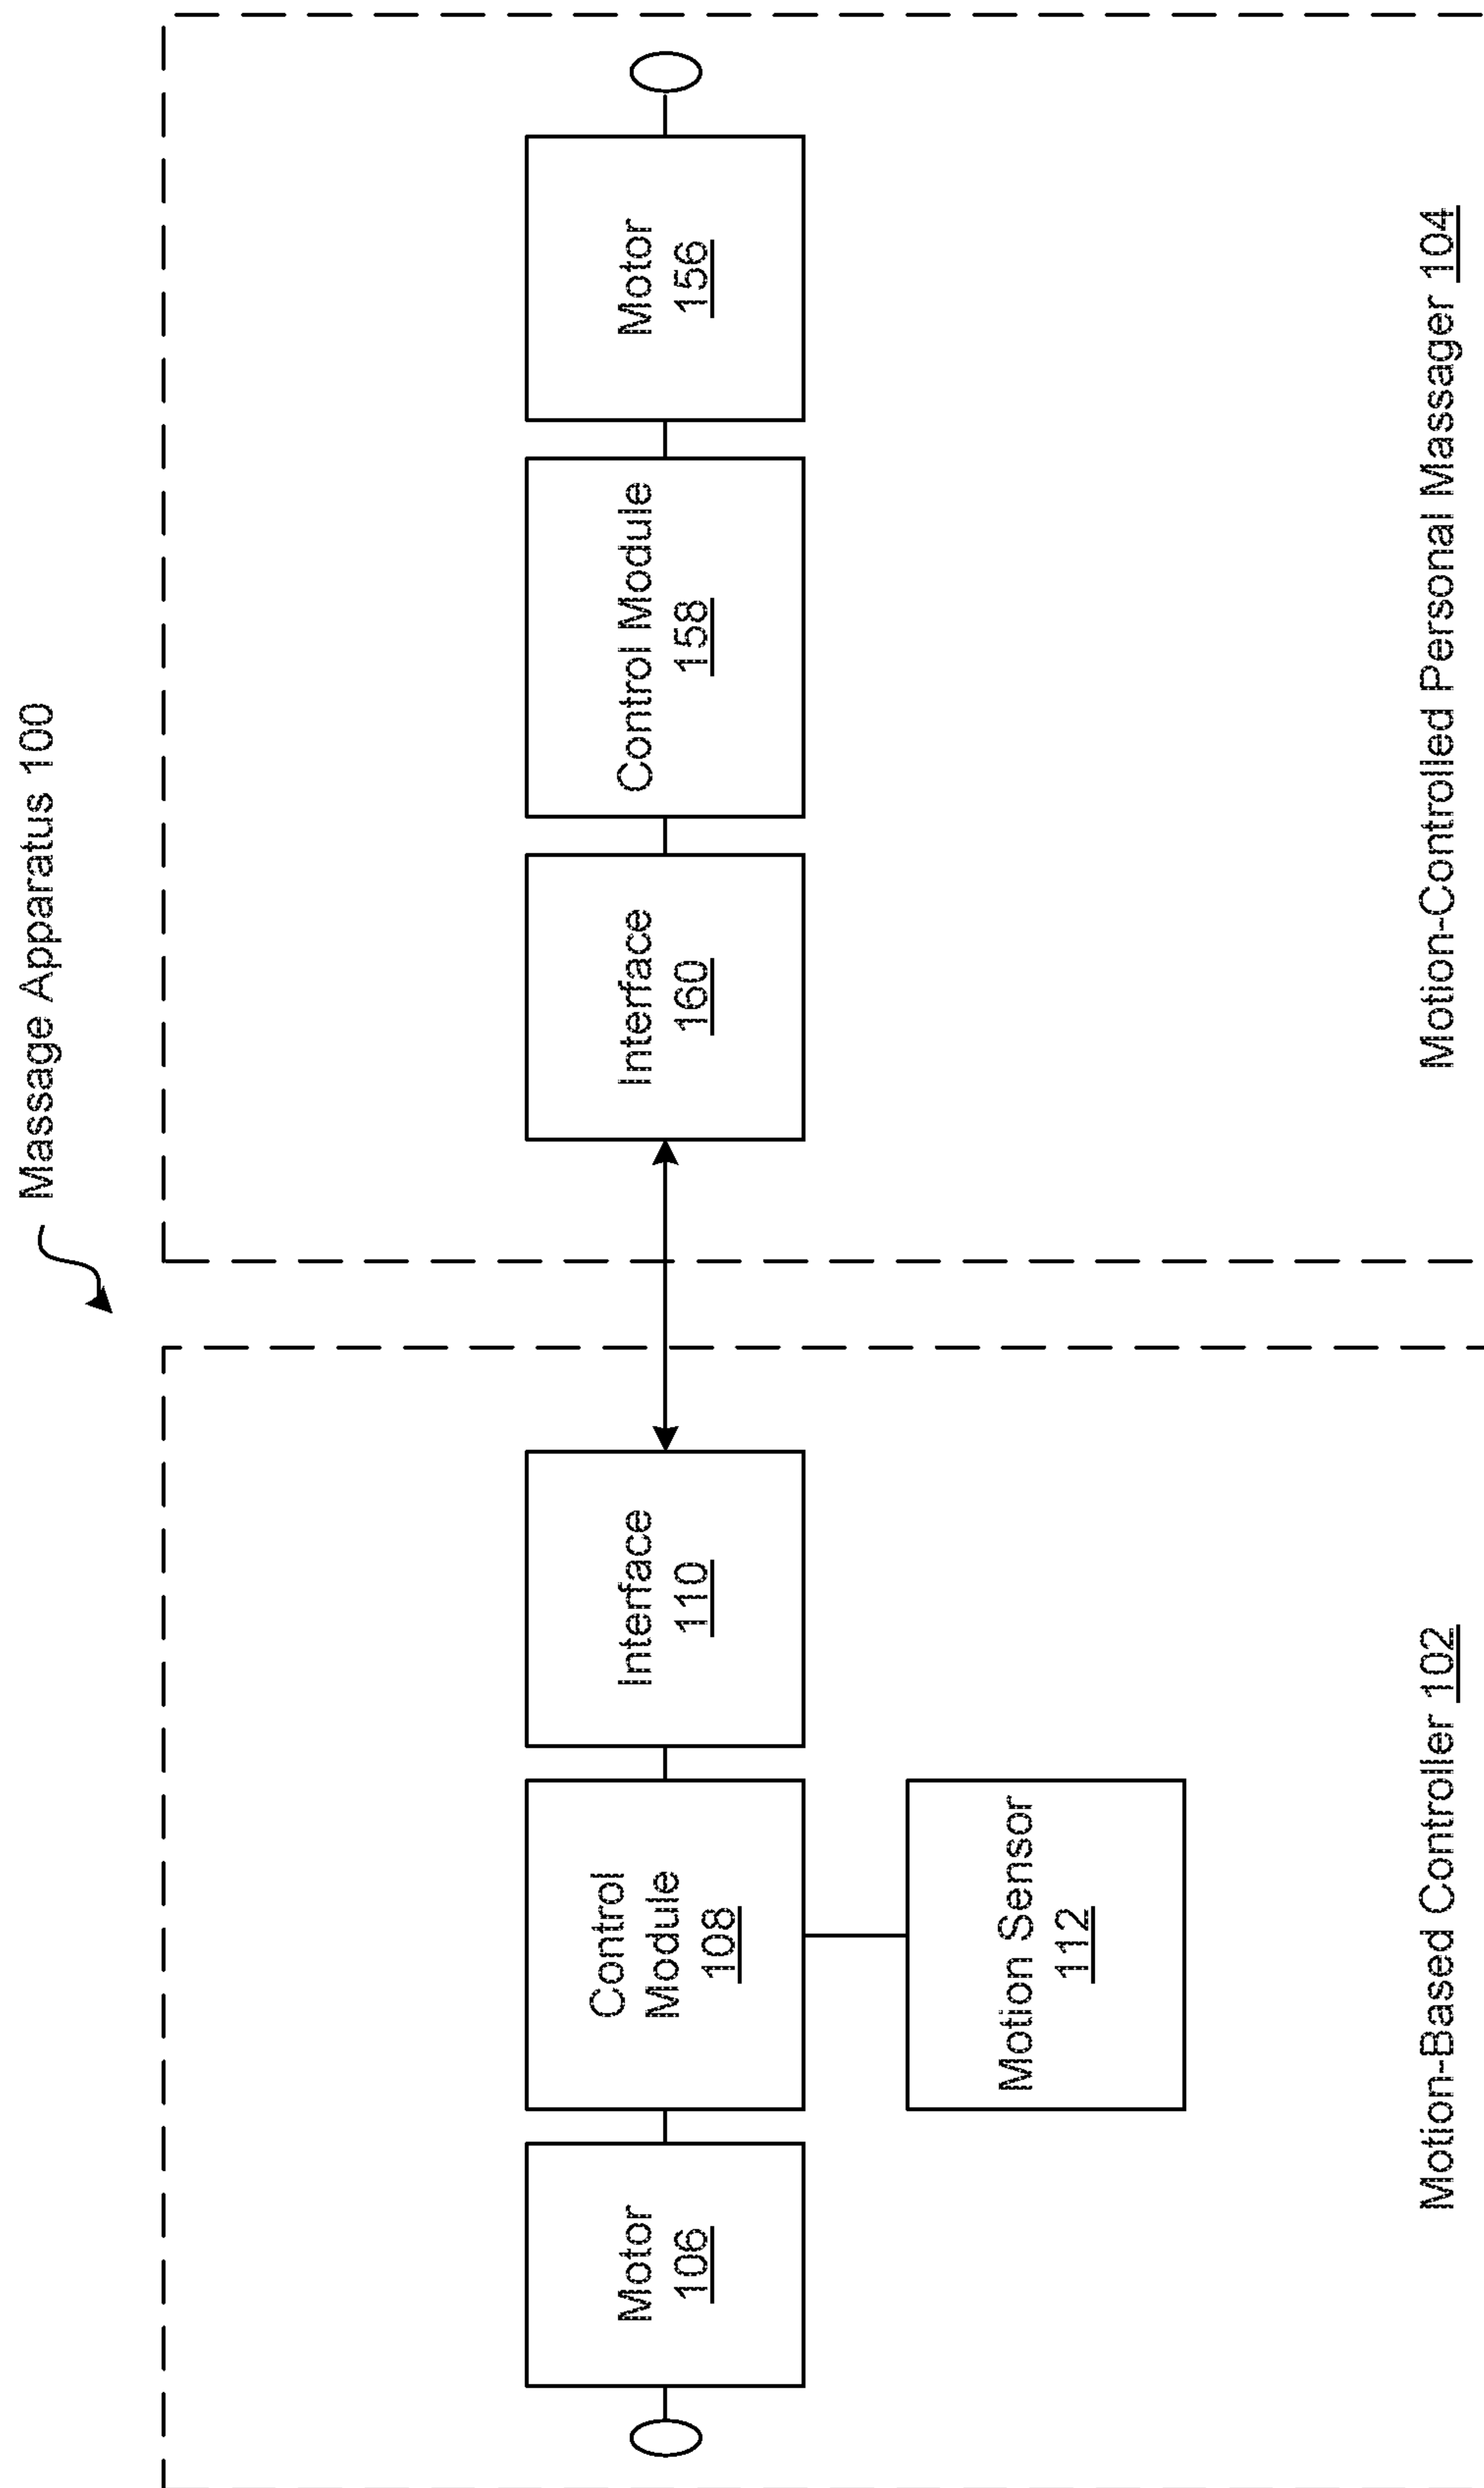 Massage Apparatus 100
Motor
106
Control
Module
108
Interface
110
Interface
160
Control Module
158
Motor
156
Motion Sensor
112
Motion-Based Controller 102
Motion-Controlled Personal Massager 104